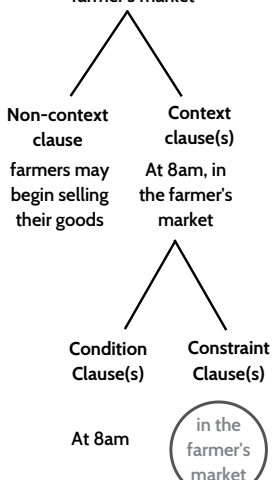 farmer's market
Non-context
clause
farmers may
begin selling
their goods
Context
clause(s)
At 8am, in
the farmer's
market
Condition
Clause(s)
At 8am
Constraint
Clause(s)
in the
farmer's
market